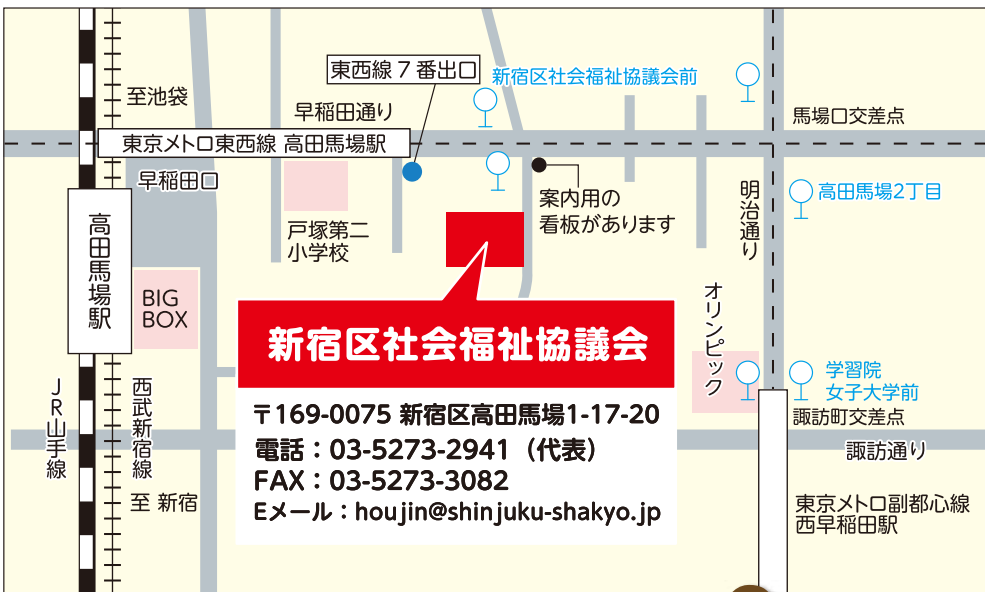 東西線7番出口
新宿区社会福祉協議会前
至池袋
早稲田通り
馬場口交差点
東京メトロ東西線 高田馬場駅
早稲田口
案内用の
看板があります
明治通り
高田馬場2丁目
戸塚第二
小学校
高田馬場駅
BIG
BOX
オリンピック
新宿区社会福祉協議会
学習院
女子大学前
〒169-0075 新宿区高田馬場1-17-20
電話：03-5273-2941（代表）
FAX：03-5273-3082
Eメール：houjin@shinjuku-shakyo.jp
諏訪町交差点
諏訪通り
JR山手線
西武新宿線
至 新宿
東京メトロ副都心線
西早稲田駅